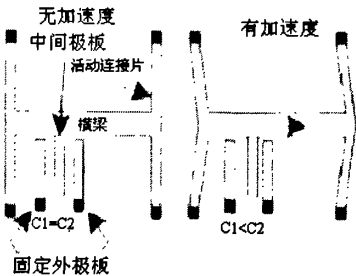 无加速度
中间极板
活动连接片
横梁
C1=C2
固定外极板
有加速度
C1<C2